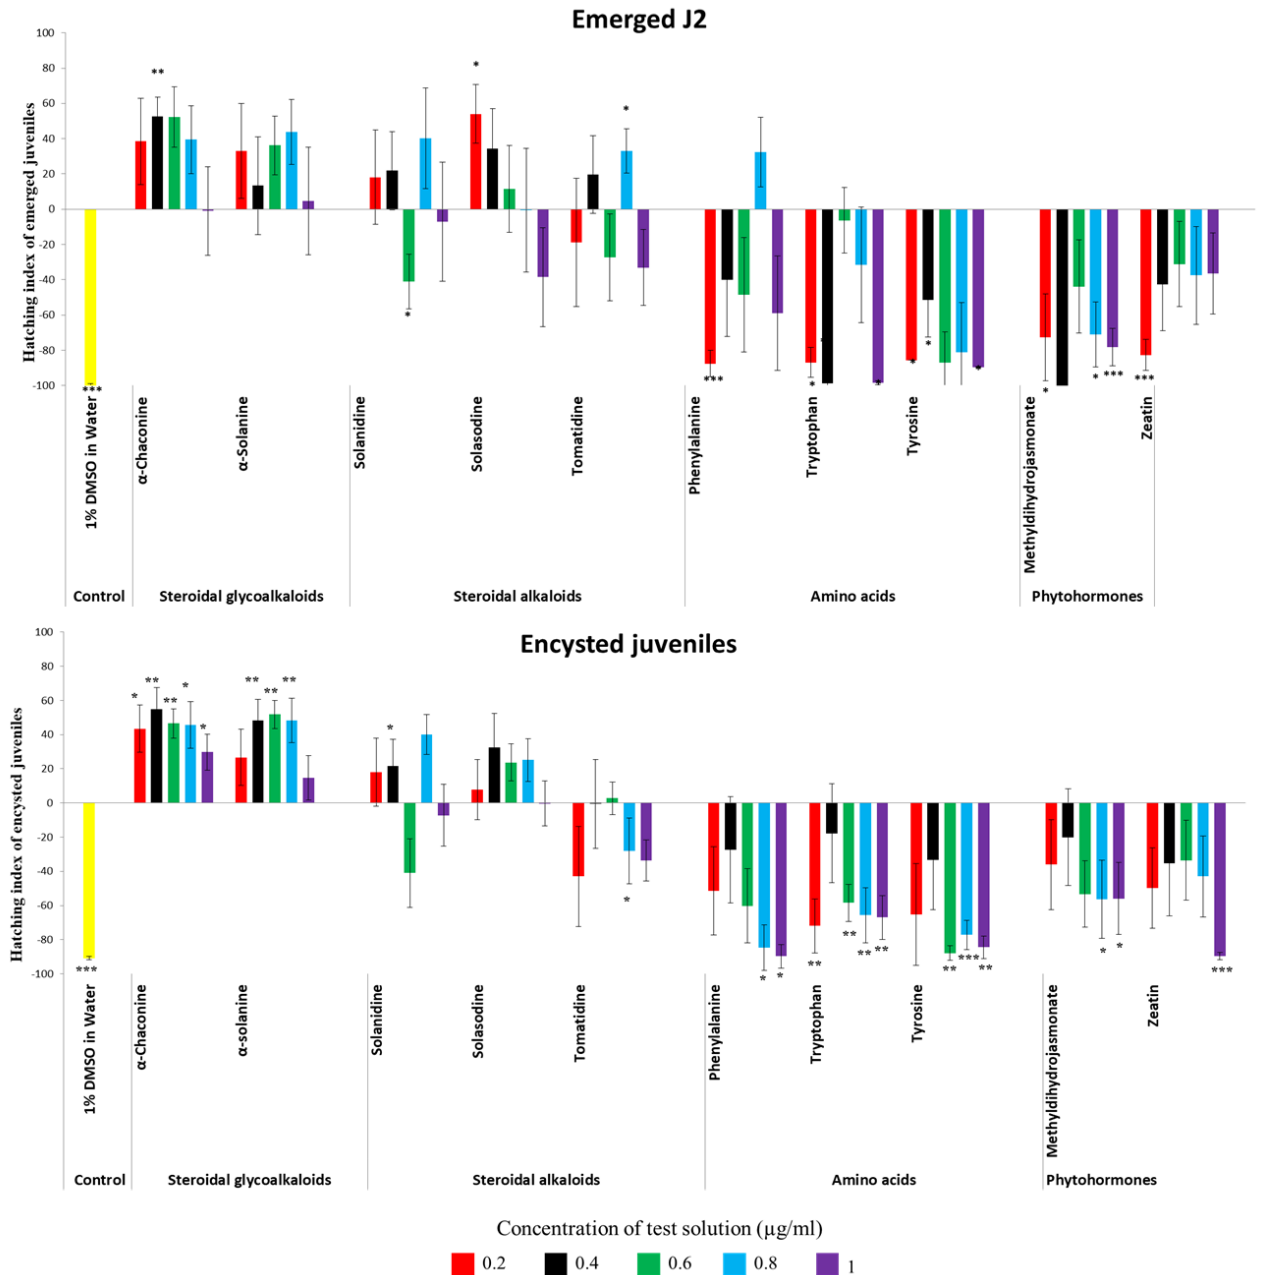 Emerged J2
Hatching index of emerged juveniles
100
80
60
40
20
0
-20
-40
-60
-80
-100
**
*
*
*
***
*
***
*
*
*
*
*
*
*
***
***
1% DMSO in Water
α-Chaconine
α-Solanine
Solanidine
Solasodine
Tomatidine
Phenylalanine
Tryptophan
Tyrosine
Methyldihydrojasmonate
Zeatin
Control
Steroidal glycoalkaloids
Steroidal alkaloids
Amino acids
Phytohormones
Encysted juveniles
Hatching index of encysted juveniles
100
80
60
40
20
0
-20
-40
-60
-80
-100
***
*
**
**
*
*
**
**
**
*
*
*
*
**
**
**
**
**
***
**
*
*
***
1% DMSO in Water
α-Chaconine
α-solanine
Solanidine
Solasodine
Tomatidine
Phenylalanine
Tryptophan
Tyrosine
Methyldihydrojasmonate
Zeatin
Control
Steroidal glycoalkaloids
Steroidal alkaloids
Amino acids
Phytohormones
Concentration of test solution (µg/ml)
0.2 0.4 0.6 0.8 1